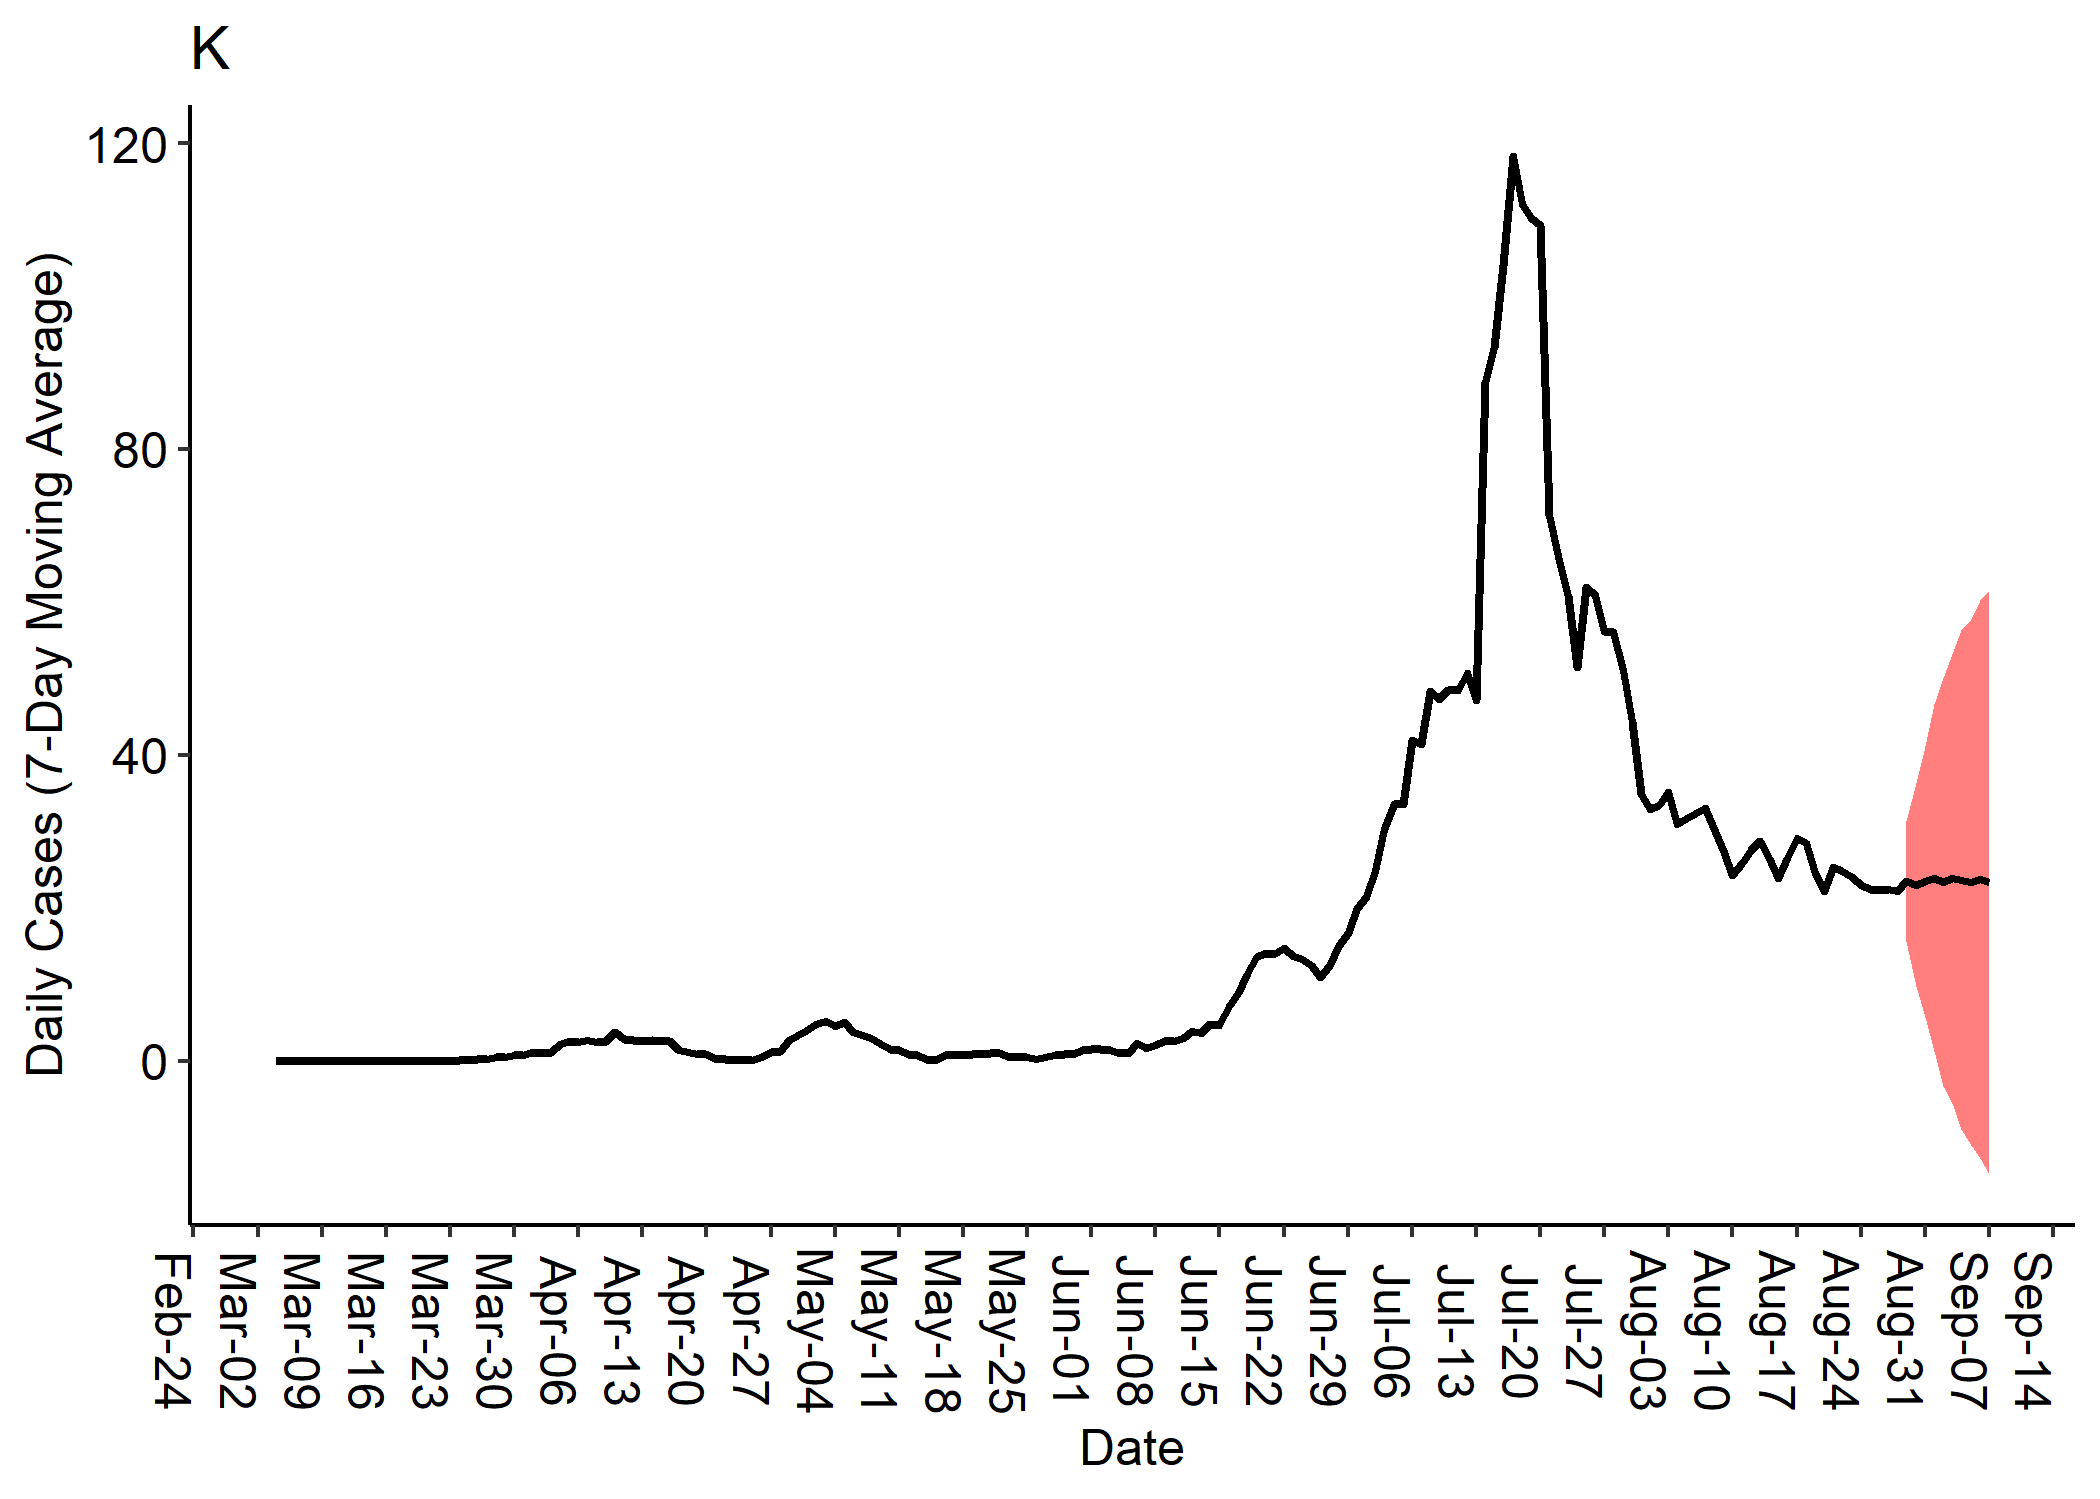 K
120
80
40
0
Daily Cases (7-Day Moving Average)
Feb-24
Mar-02
Mar-09
Mar-16
Mar-23
Mar-30
Apr-06
Apr-13
Apr-20
Apr-27
May-04
May-11
May-18
May-25
Jun-01
Jun-08
Jun-15
Jun-22
Jun-29
Jul-06
Jul-13
Jul-20
Jul-27
Aug-03
Aug-10
Aug-17
Aug-24
Aug-31
Sep-07
Sep-14
Date